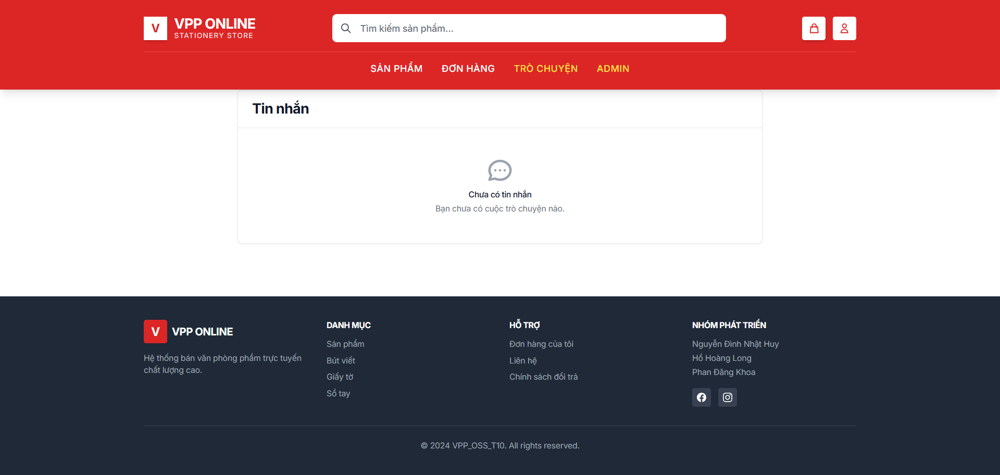 V
VPP ONLINE
STATIONERY STORE
Tìm kiếm sản phẩm...
SẢN PHẨM
ĐƠN HÀNG
TRÒ CHUYỆN
ADMIN
Tin nhắn
Chưa có tin nhắn
Bạn chưa có cuộc trò chuyện nào.
V
VPP ONLINE
Hệ thống bán văn phòng phẩm trực tuyến
chất lượng cao.
DANH MỤC
Sản phẩm
Bút viết
Giấy tờ
Sổ tay
HỖ TRỢ
Đơn hàng của tôi
Liên hệ
Chính sách đổi trả
NHÓM PHÁT TRIỂN
Nguyễn Đình Nhật Huy
Hồ Hoàng Long
Phan Đăng Khoa
© 2024 VPP_OSS_T10. All rights reserved.